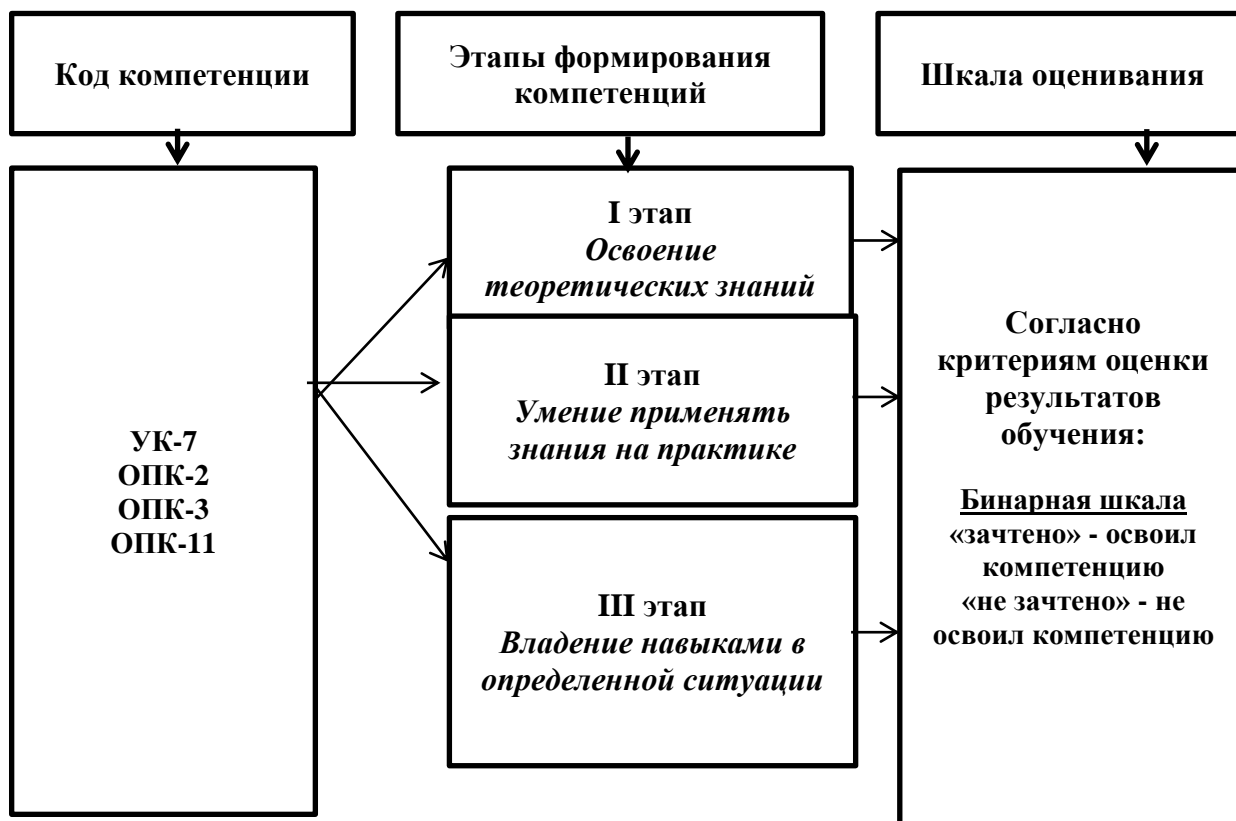 Код компетенции
Этапы формирования
компетенций
Шкала оценивания
УК-7
ОПК-2
ОПК-3
ОПК-11
I этап
Освоение
теоретических знаний
II этап
Умение применять
знания на практике
III этап
Владение навыками в
определенной ситуации
Согласно
критериям оценки
результатов
обучения:
Бинарная шкала
«зачтено» - освоил
компетенцию
«не зачтено» - не
освоил компетенцию